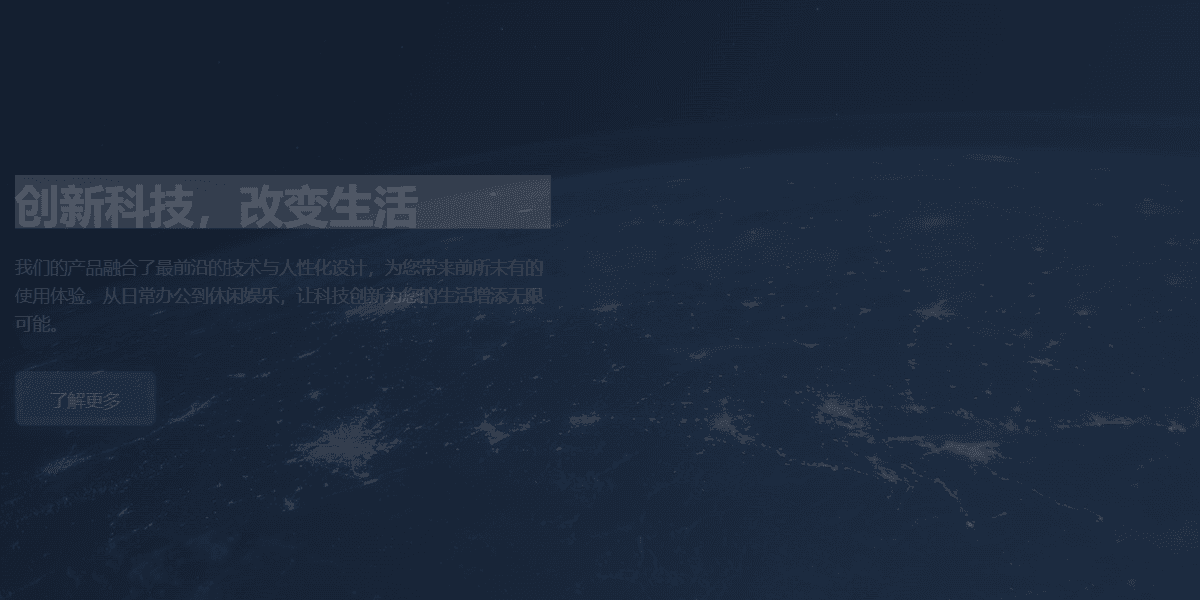 创新科技，改变生活
我们的产品融合了最前沿的技术与人性化设计，为您带来前所未有的
使用体验。从日常办公到休闲娱乐，让科技创新为您的生活增添无限
可能。
了解更多